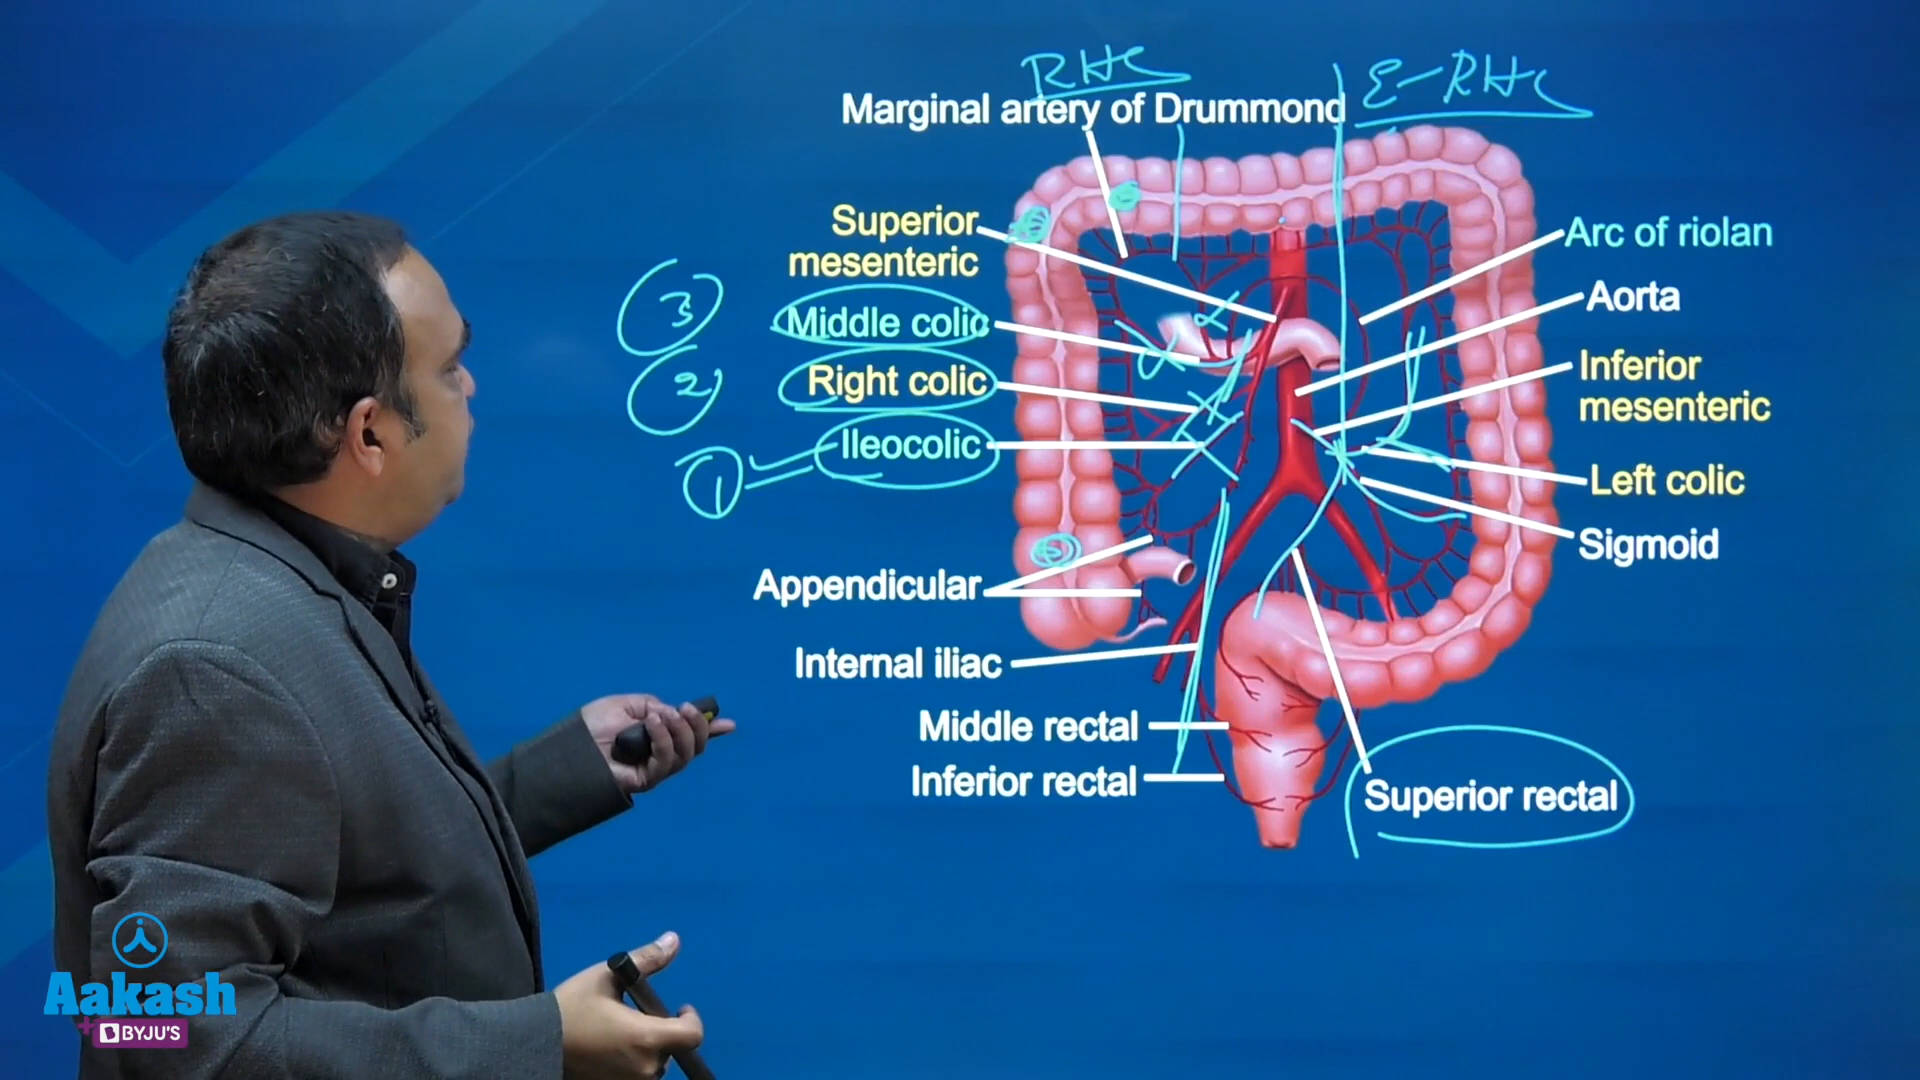 RHC
E-RHC
Marginal artery of Drummond
Superior
mesenteric
Arc of riolan
Aorta
3
Middle colic
Inferior
mesenteric
2
Right colic
1
Ileocolic
Left colic
Sigmoid
Appendicular
Internal iliac
Middle rectal
Inferior rectal
Superior rectal
Aakash
+ BYJU'S